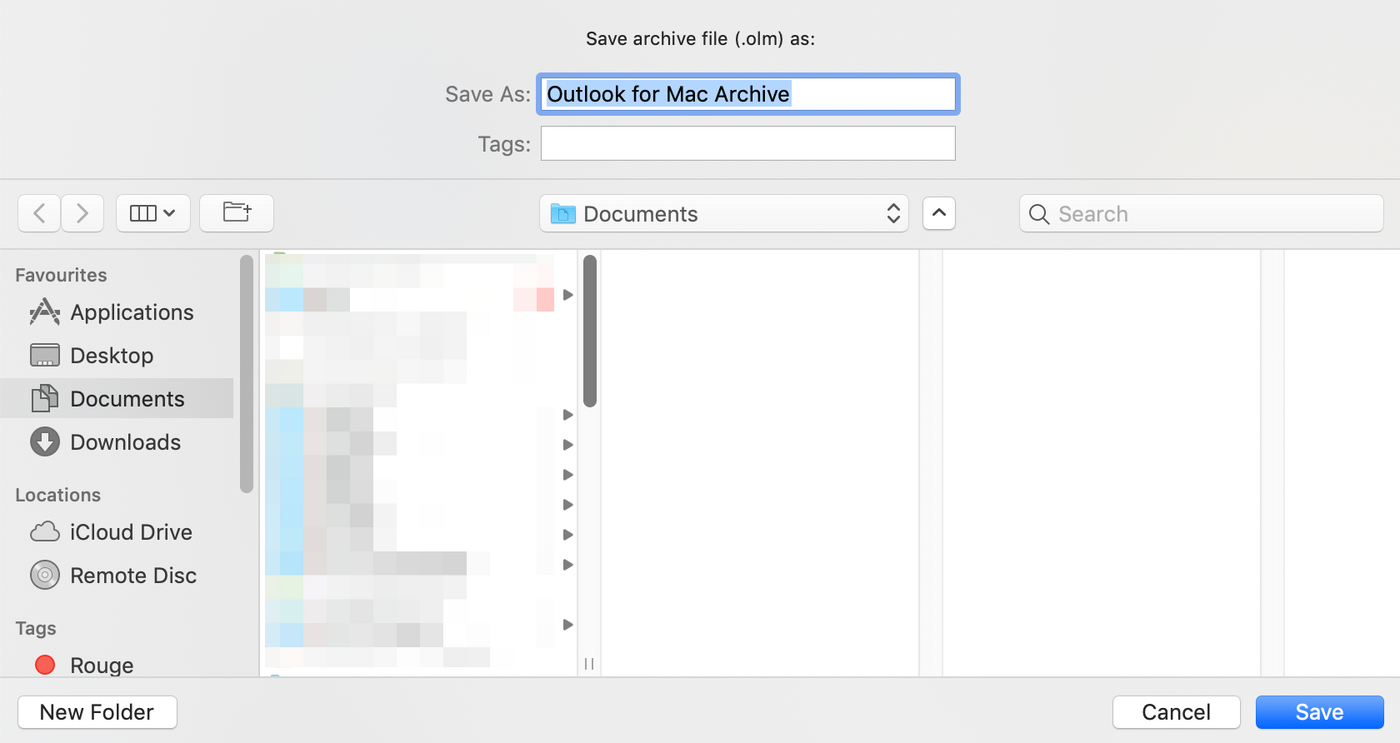 Save archive file (.olm) as:
Save As: Outlook for Mac Archive
Tags:
Documents
Search
Favourites
Applications
Desktop
Documents
Downloads
Locations
iCloud Drive
Remote Disc
Tags
Rouge
New Folder
Cancel
Save